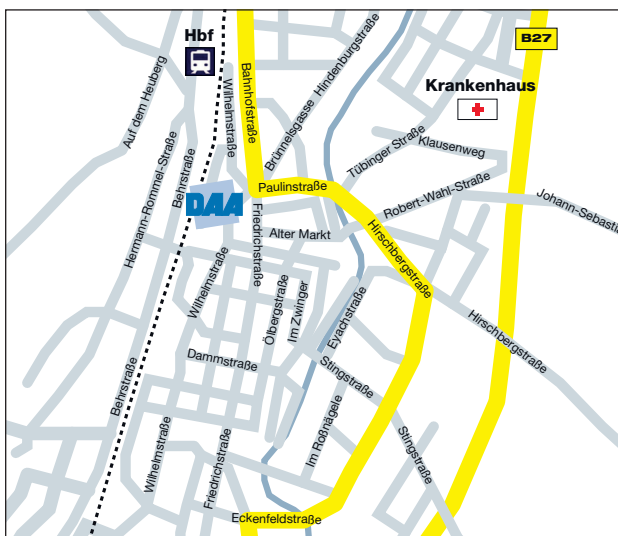 Hbf
B27
Krankenhaus
Auf dem Heuberg
Wilhelmstraße
Bahnhofstraße
Brünnelsgasse
Hindenburgstraße
Tübinger Straße
Klausenweg
Hermann-Rommel-Straße
Behrstraße
Paulinstraße
Robert-Wahl-Straße
Johann-Sebastia
DAA
Friedrichstraße
Alter Markt
Hirschbergstraße
Wilhelmstraße
Ölbergstraße
Im Zwinger
Eyachstraße
Hirschbergstraße
Dammstraße
Stingstraße
Behrstraße
Im Roßnägele
Stingstraße
Wilhelmstraße
Friedrichstraße
Eckenfeldstraße